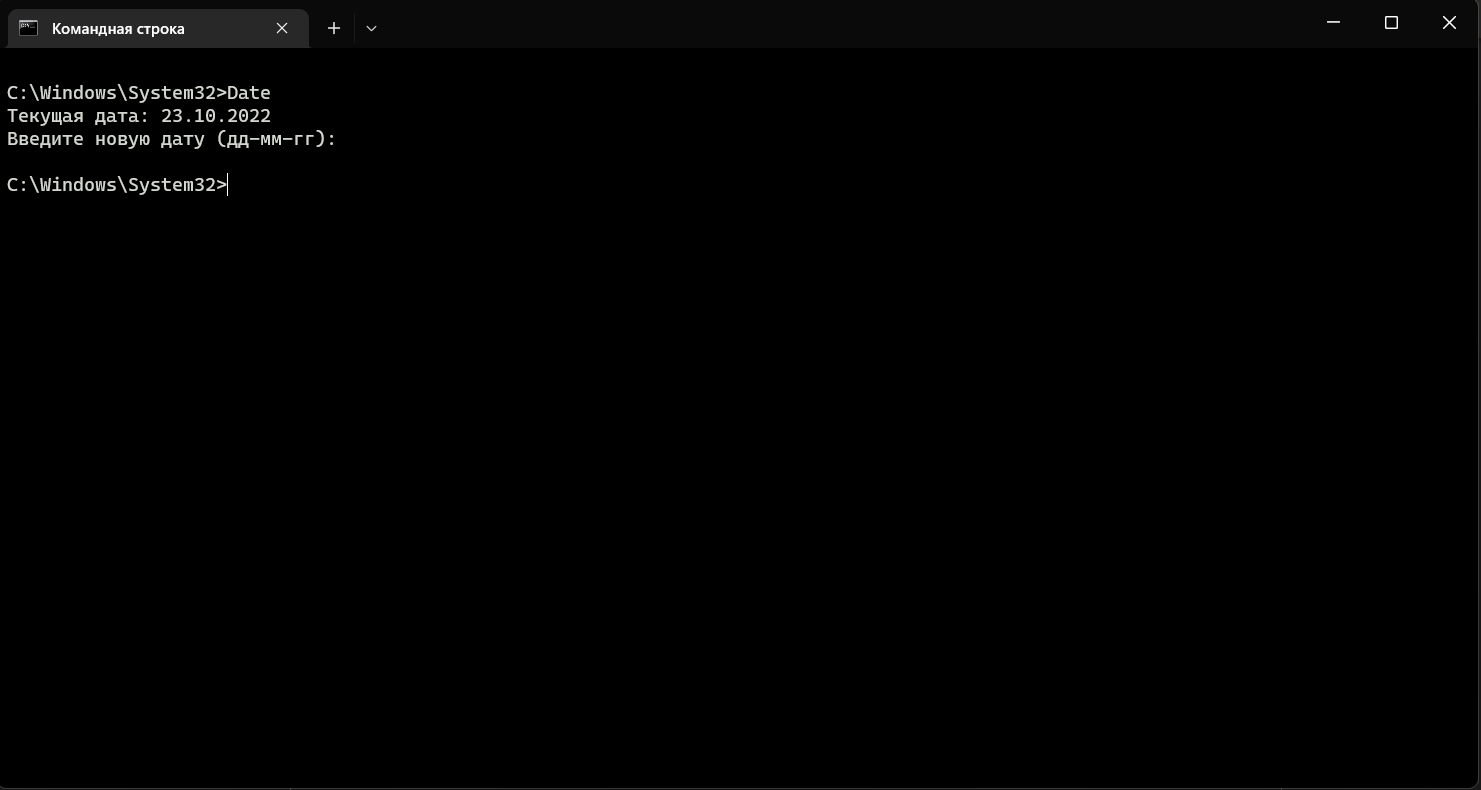 Командная строка
C:\Windows\System32>Date
Текущая дата: 23.10.2022
Введите новую дату (дд-мм-гг):
C:\Windows\System32>